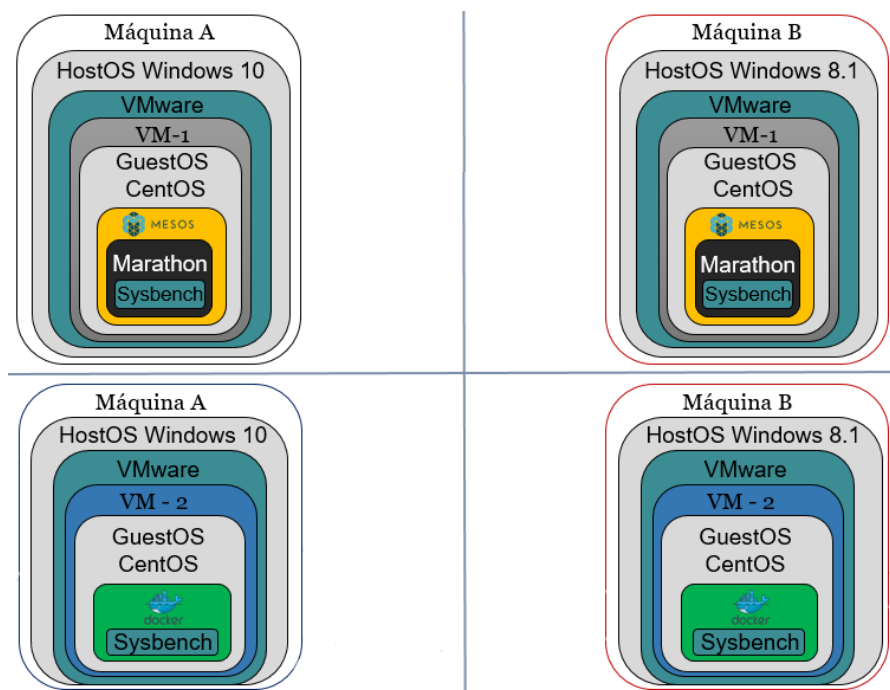 Máquina A
HostOS Windows 10
VMware
VM-1
GuestOS
CentOS
MESOS
Marathon
Sysbench
Máquina B
HostOS Windows 8.1
VMware
VM-1
GuestOS
CentOS
MESOS
Marathon
Sysbench
Máquina A
HostOS Windows 10
VMware
VM - 2
GuestOS
CentOS
docker
Sysbench
Máquina B
HostOS Windows 8.1
VMware
VM - 2
GuestOS
CentOS
docker
Sysbench